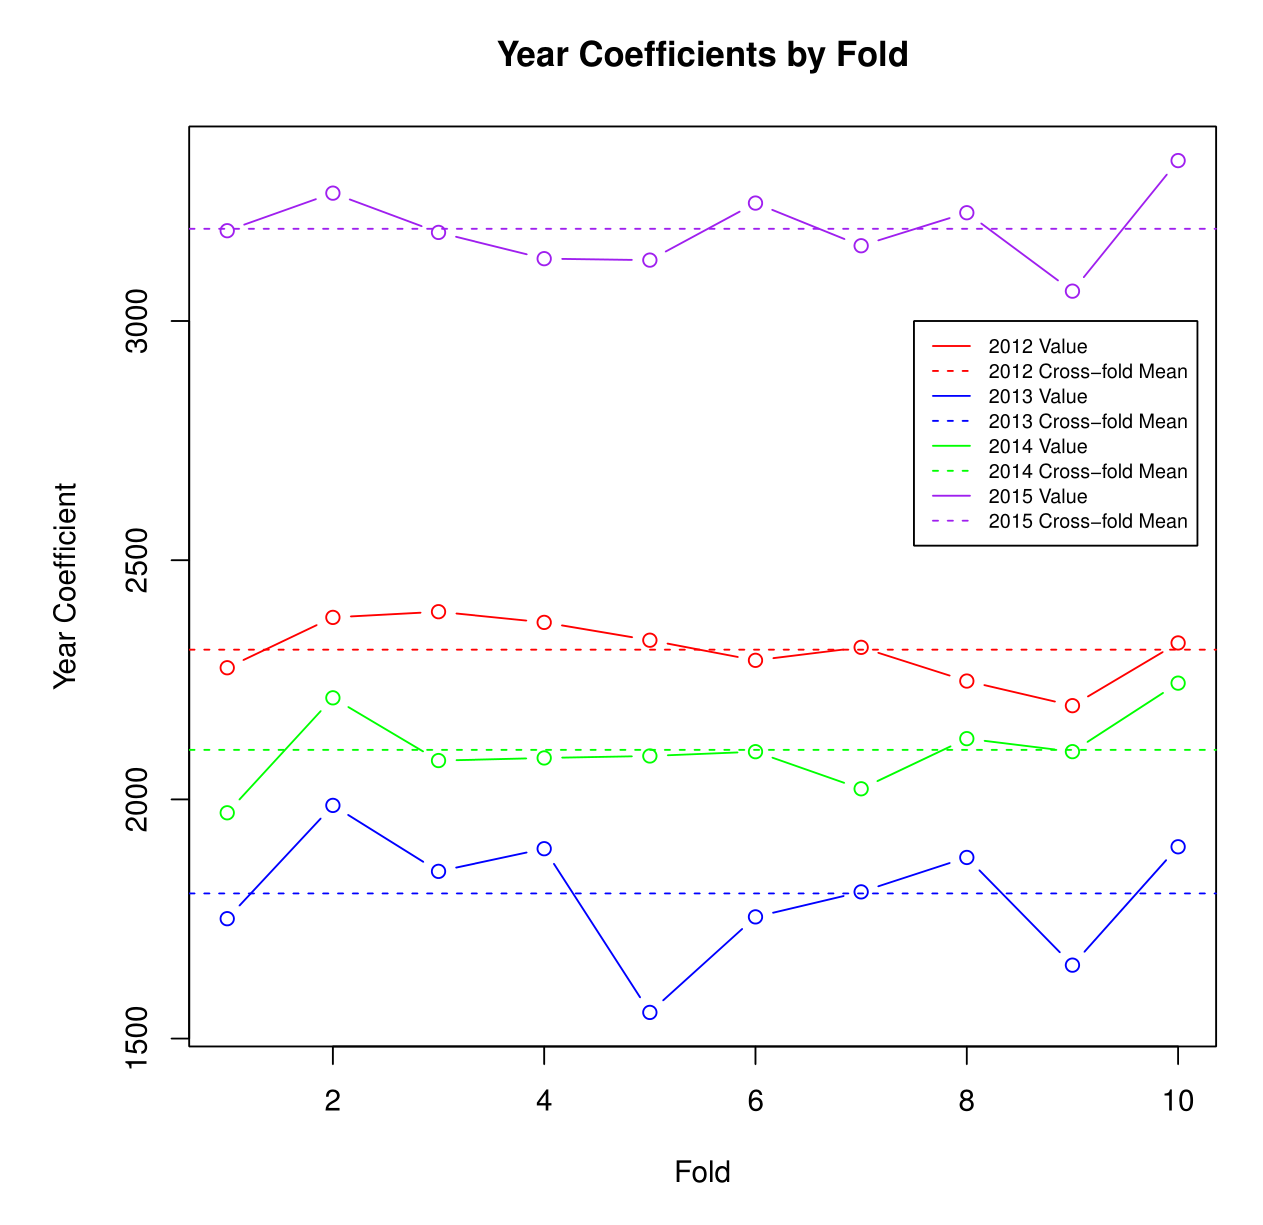 Year Coefficients by Fold
Year Coefficient
3000
2500
2000
1500
2012 Value
2012 Cross−fold Mean
2013 Value
2013 Cross−fold Mean
2014 Value
2014 Cross−fold Mean
2015 Value
2015 Cross−fold Mean
2 4 6 8 10
Fold